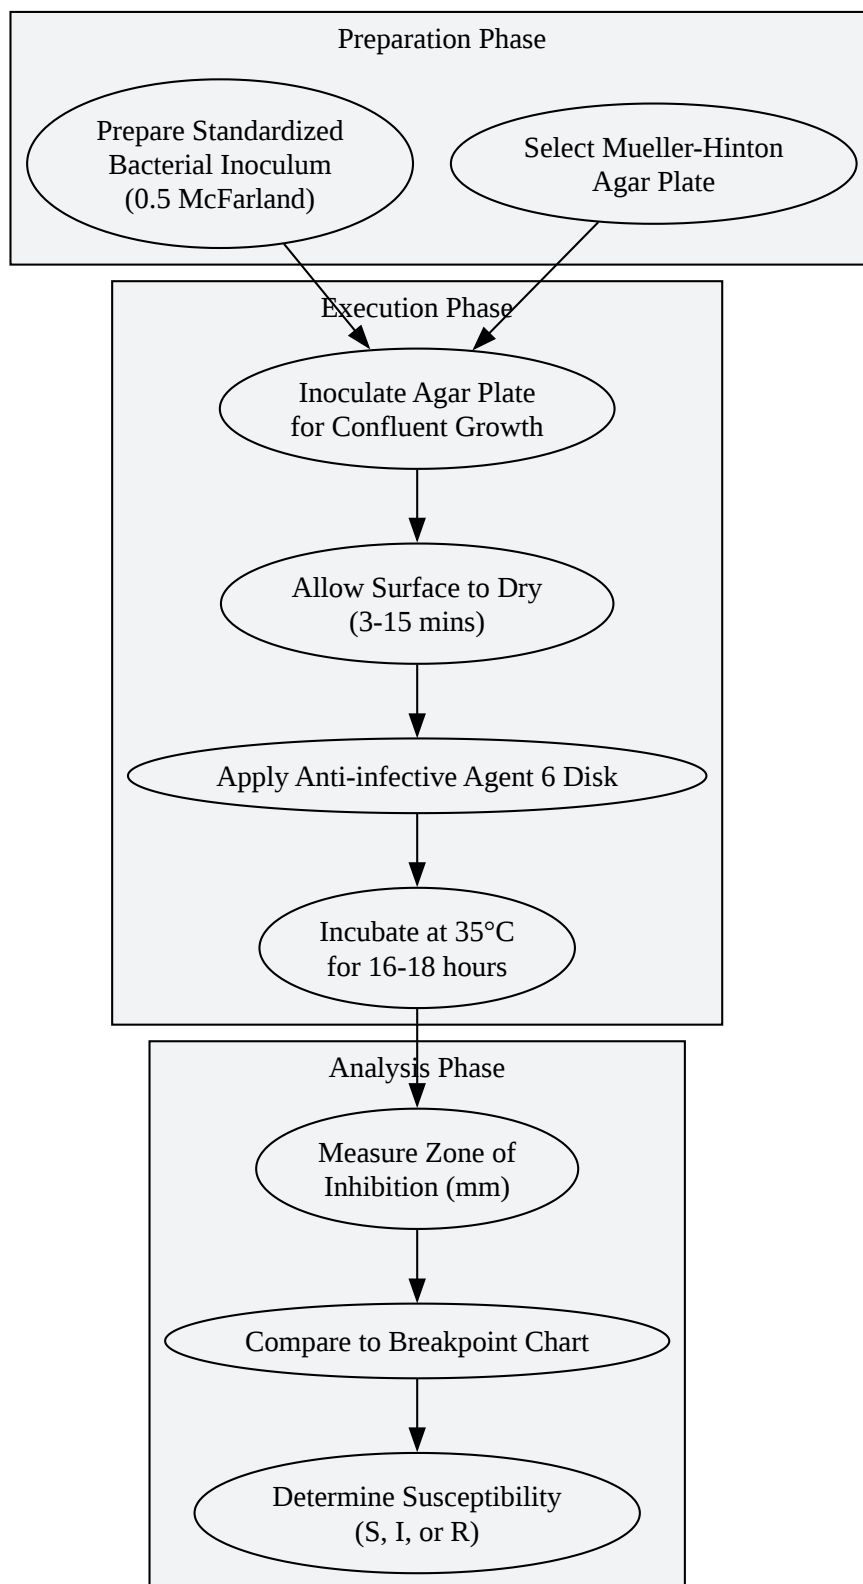 Preparation Phase
Prepare Standardized
Bacterial Inoculum
(0.5 McFarland)
Select Mueller-Hinton
Agar Plate
Execution Phase
Inoculate Agar Plate
for Confluent Growth
Allow Surface to Dry
(3-15 mins)
Apply Anti-infective Agent 6 Disk
Incubate at 35°C
for 16-18 hours
Analysis Phase
Measure Zone of
Inhibition (mm)
Compare to Breakpoint Chart
Determine Susceptibility
(S, I, or R)